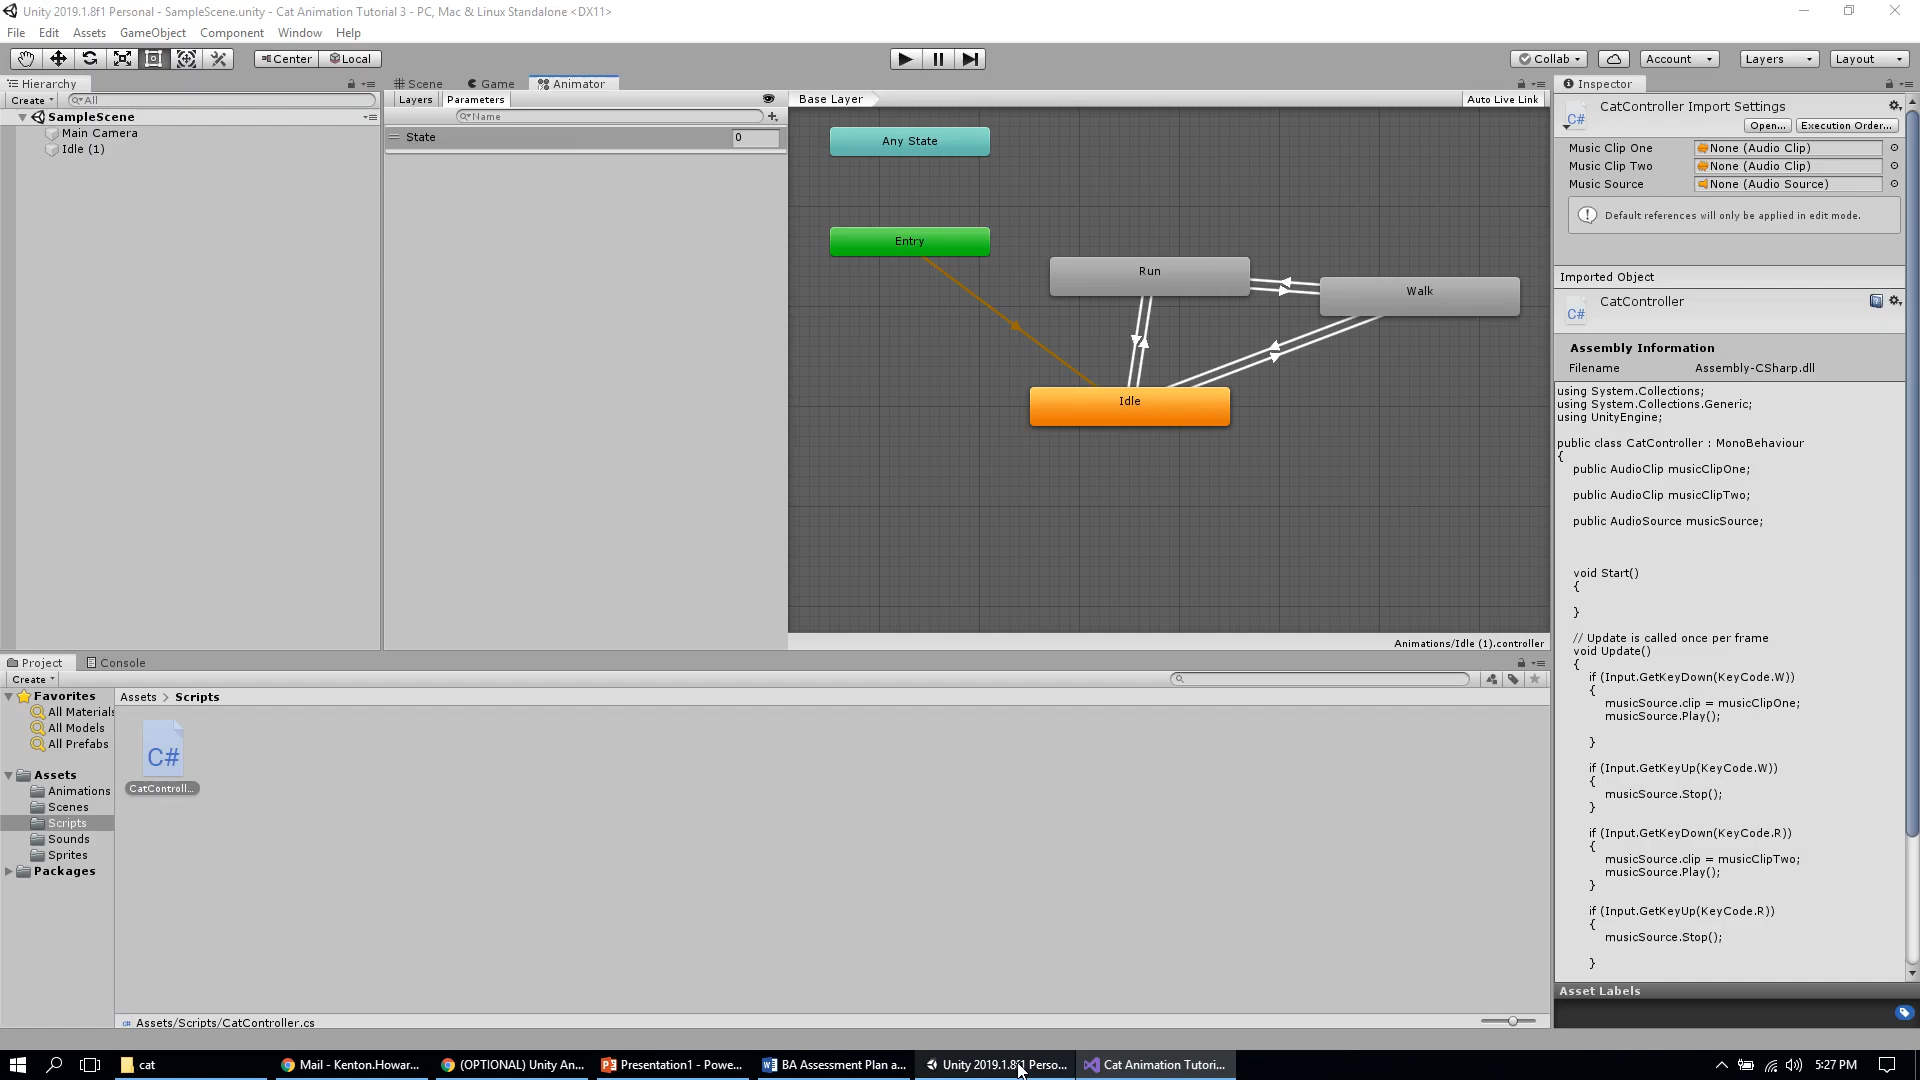 Unity 2019.1.8f1 Personal - SampleScene.unity - Cat Animation Tutorial 3 - PC, Mac & Linux Standalone <DX11>
File Edit Assets GameObject Component Window Help
Center Local Collab Account Layers Layout
Hierarchy
Create All
SampleScene
Main Camera
Idle (1)
Scene Game Animator
Layers Parameters
Name
State 0
Base Layer Auto Live Link
Any State
Entry
Run
Walk
Idle
Animations/Idle (1).controller
Inspector
CatController Import Settings
C#
Open... Execution Order...
Music Clip One None (Audio Clip)
Music Clip Two None (Audio Clip)
Music Source None (Audio Source)
Default references will only be applied in edit mode.
Imported Object
CatController
C#
Assembly Information
Filename Assembly-CSharp.dll
using System.Collections;
using System.Collections.Generic;
using UnityEngine;
public class CatController : MonoBehaviour
{
public AudioClip musicClipOne;
public AudioClip musicClipTwo;
public AudioSource musicSource;
void Start()
{
}
// Update is called once per frame
void Update()
{
if (Input.GetKeyDown(KeyCode.W))
{
musicSource.clip = musicClipOne;
musicSource.Play();
}
if (Input.GetKeyUp(KeyCode.W))
{
musicSource.Stop();
}
if (Input.GetKeyDown(KeyCode.R))
{
musicSource.clip = musicClipTwo;
musicSource.Play();
}
if (Input.GetKeyUp(KeyCode.R))
{
musicSource.Stop();
}
Asset Labels
Project Console
Create
Favorites
All Materials
All Models
All Prefabs
Assets
Animations
Scenes
Scripts
Sounds
Sprites
Packages
Assets > Scripts
C#
CatControll...
Assets/Scripts/CatController.cs
cat
Mail - Kenton.Howar...
(OPTIONAL) Unity An...
Presentation1 - Powe...
BA Assessment Plan a...
Unity 2019.1.8f1 Perso...
Cat Animation Tutori...
5:27 PM